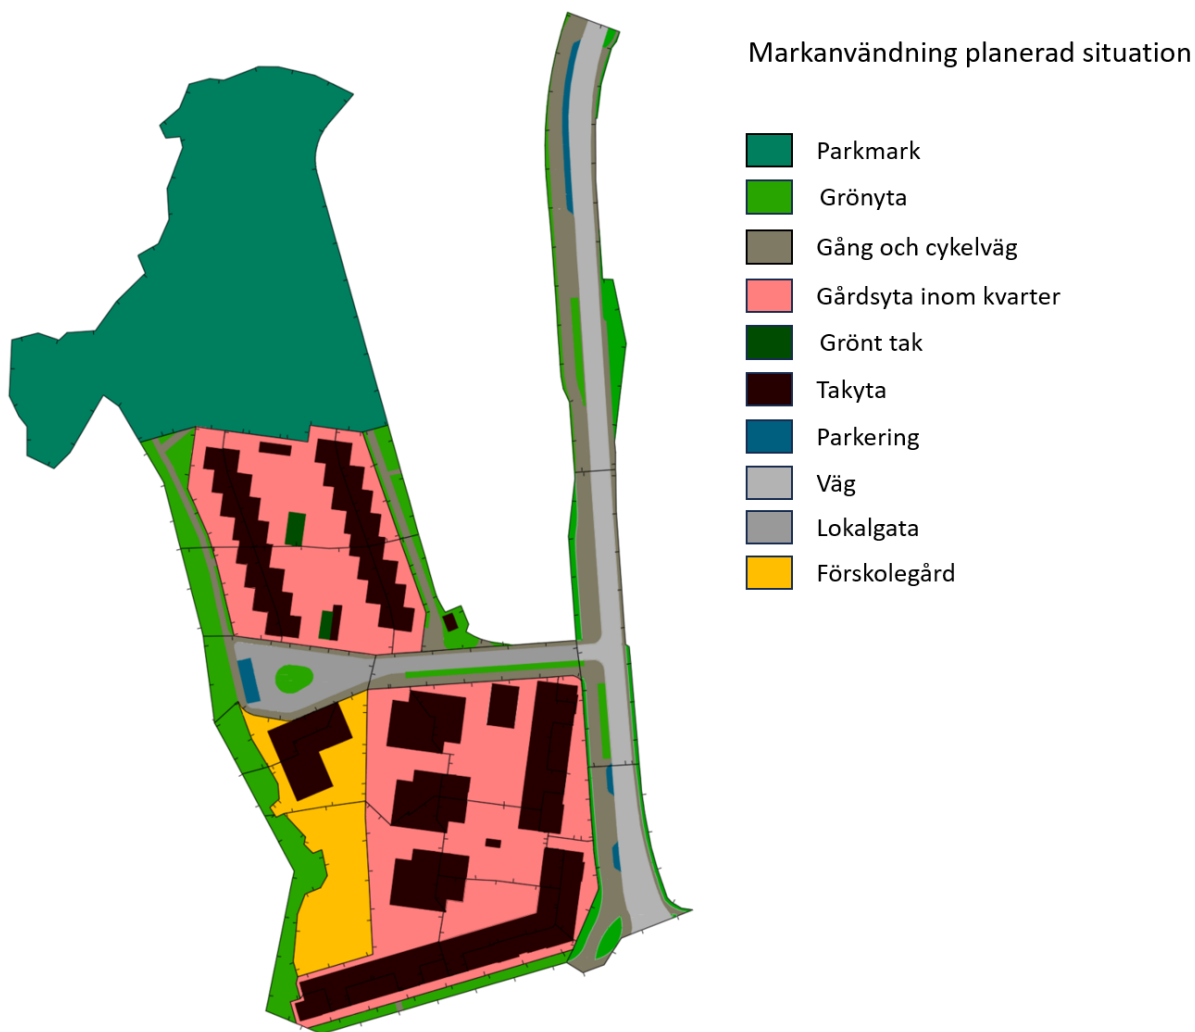 Markanvändning planerad situation
Parkmark
Grönyta
Gång och cykelväg
Gårdsyta inom kvarter
Grönt tak
Takyta
Parkering
Väg
Lokalgata
Förskolegård